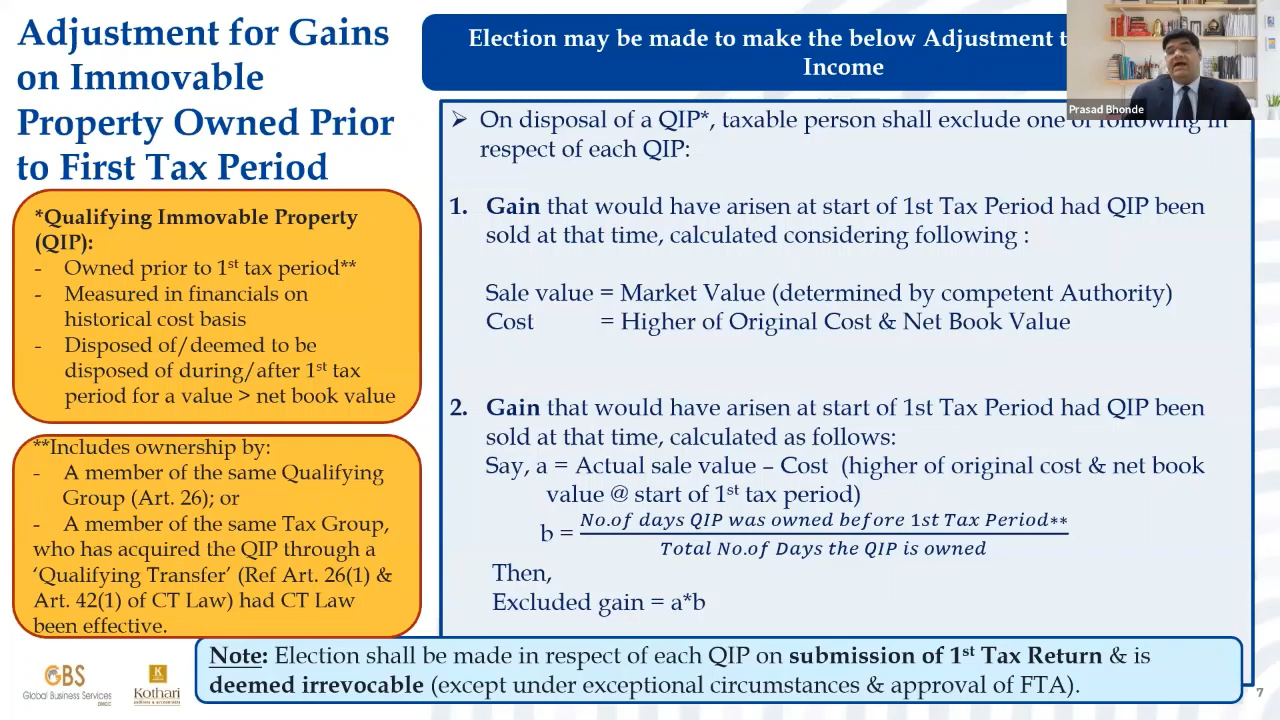 Adjustment for Gains
on Immovable
Property Owned Prior
to First Tax Period
Election may be made to make the below Adjustment
Income
Prasad Bhonde
*Qualifying Immovable Property
(QIP):
- Owned prior to 1st tax period**
- Measured in financials on
historical cost basis
- Disposed of/deemed to be
disposed of during/after 1st tax
period for a value > net book value
**Includes ownership by:
- A member of the same Qualifying
Group (Art. 26); or
- A member of the same Tax Group,
who has acquired the QIP through a
‘Qualifying Transfer’ (Ref Art. 26(1) &
Art. 42(1) of CT Law) had CT Law
been effective.
➢ On disposal of a QIP*, taxable person shall exclude one of following in
respect of each QIP:
1. Gain that would have arisen at start of 1st Tax Period had QIP been
sold at that time, calculated considering following :
Sale value = Market Value (determined by competent Authority)
Cost = Higher of Original Cost & Net Book Value
2. Gain that would have arisen at start of 1st Tax Period had QIP been
sold at that time, calculated as follows:
Say, a = Actual sale value – Cost (higher of original cost & net book
value @ start of 1st tax period)
b = No.of days QIP was owned before 1st Tax Period**
Total No.of Days the QIP is owned
Then,
Excluded gain = a*b
Note: Election shall be made in respect of each QIP on submission of 1st Tax Return & is
deemed irrevocable (except under exceptional circumstances & approval of FTA).
GBS
Global Business Services
DMCC
K
Kothari
7